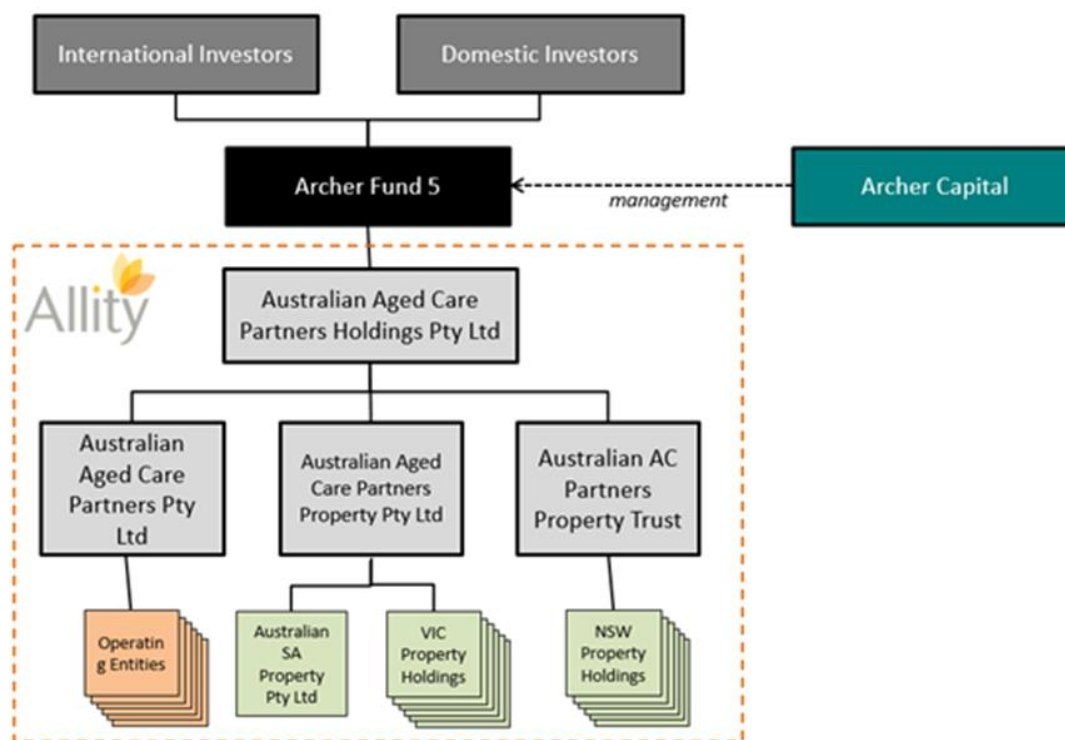 International Investors
Domestic Investors
Archer Fund 5
Archer Capital
management
Allity
Australian Aged Care
Partners Holdings Pty Ltd
Australian
Aged Care
Partners Pty
Ltd
Australian Aged
Care Partners
Property Pty Ltd
Australian AC
Partners
Property Trust
Operatin
g Entities
Australian
SA
Property
Pty Ltd
VIC
Property
Holdings
NSW
Property
Holdings